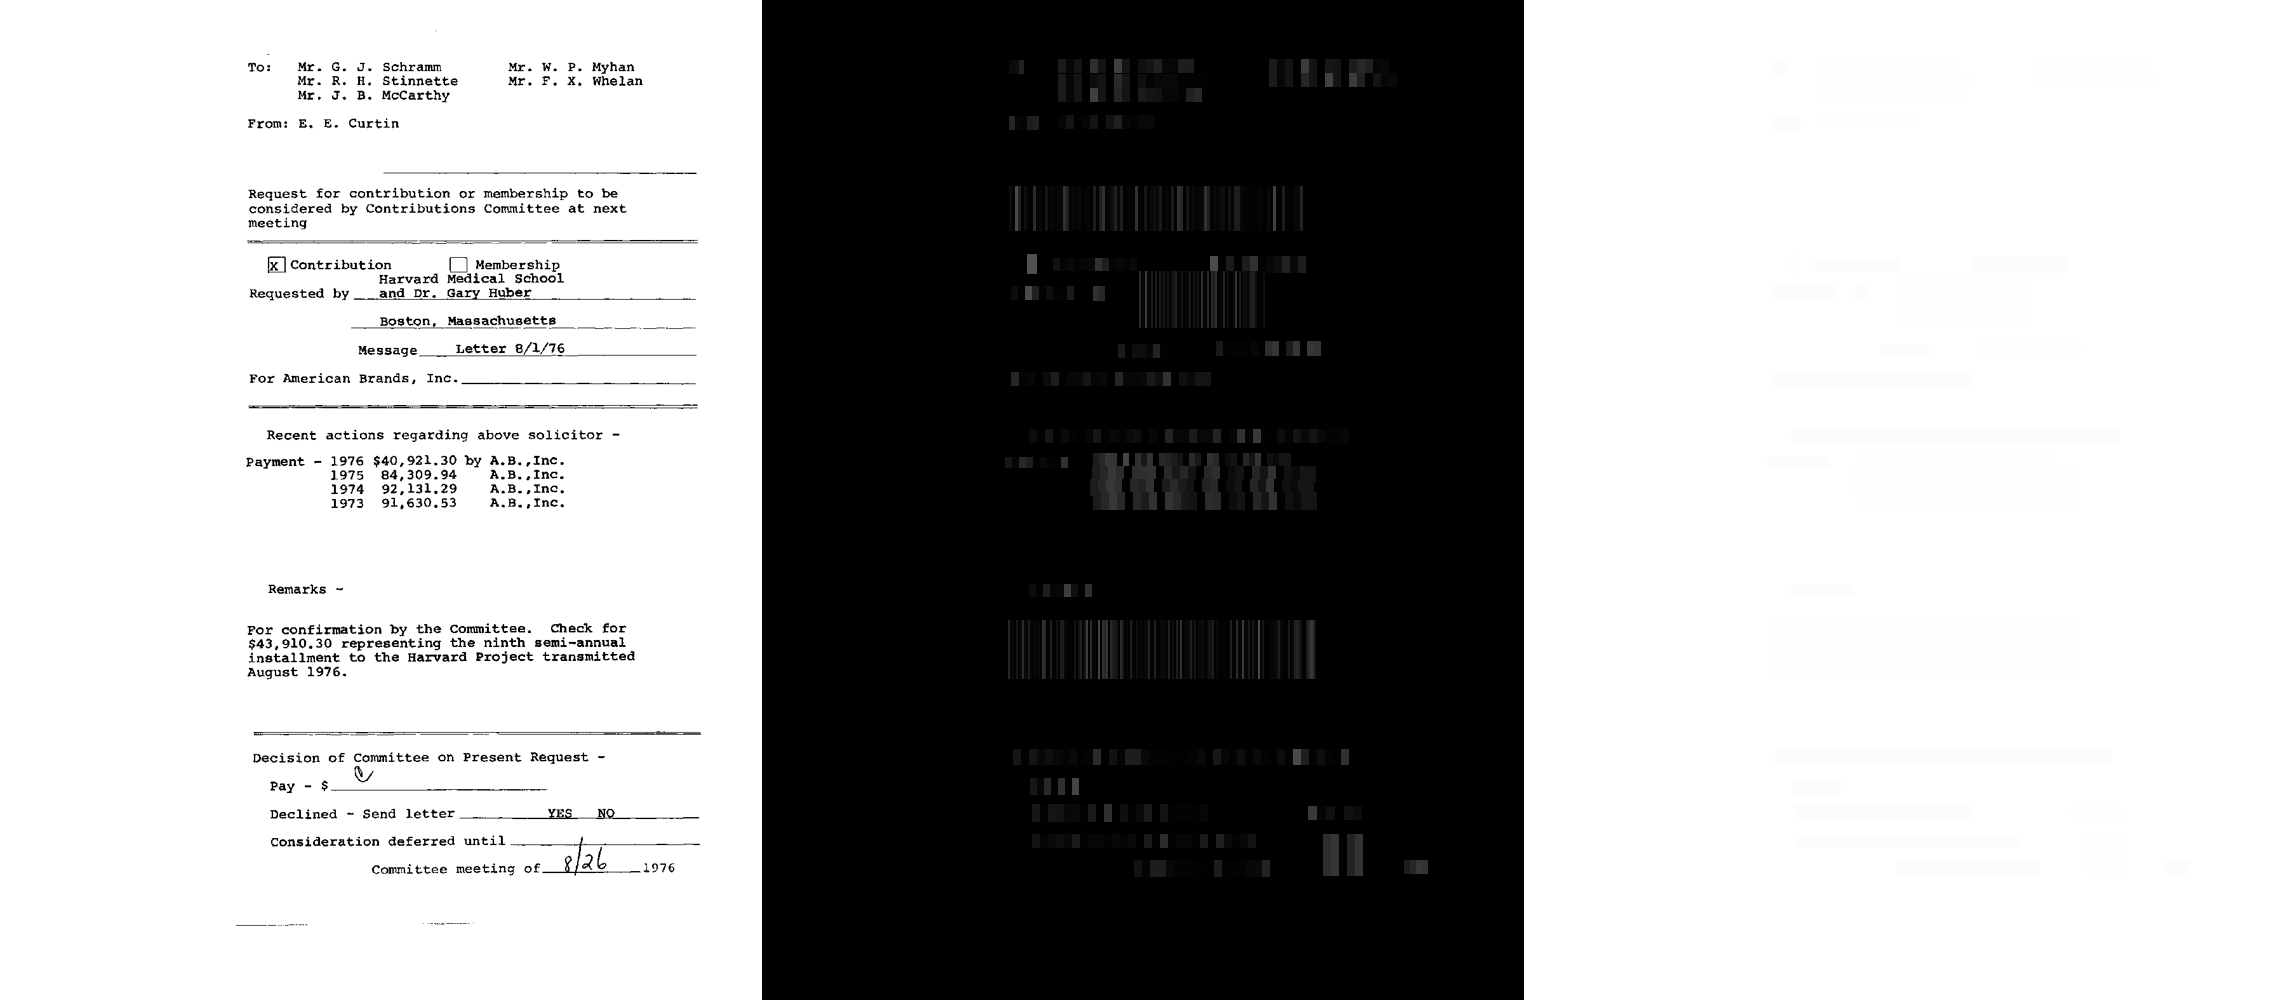 To: Mr. G. J. Schramm Mr. W. P. Myhan
Mr. R. H. Stinnette Mr. F. X. Whelan
Mr. J. B. McCarthy
From: E. E. Curtin
Request for contribution or membership to be
considered by Contributions Committee at next
meeting
x Contribution Membership
Harvard Medical School
Requested by and Dr. Gary Huber
Boston, Massachusetts
Message Letter 8/1/76
For American Brands, Inc.
Recent actions regarding above solicitor -
Payment - 1976 $40,921.30 by A.B.,Inc.
1975 84,309.94 A.B.,Inc.
1974 92,131.29 A.B.,Inc.
1973 91,630.53 A.B.,Inc.
Remarks -
For confirmation by the Committee. Check for
$43,910.30 representing the ninth semi-annual
installment to the Harvard Project transmitted
August 1976.
Decision of Committee on Present Request -
Pay - $
Declined - Send letter YES NO
Consideration deferred until
Committee meeting of 8/26 1976